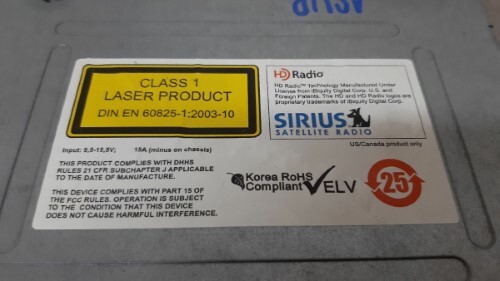 CLASS 1
LASER PRODUCT
DIN EN 60825-1:2003-10
Input: 9,5-15,5V; 15A (minus on chassis)
THIS PRODUCT COMPLIES WITH DHHS
RULES 21 CFR SUBCHAPTER J APPLICABLE
TO THE DATE OF MANUFACTURE.
THIS DEVICE COMPLIES WITH PART 15 OF
THE FCC RULES. OPERATION IS SUBJECT
TO THE CONDITION THAT THIS DEVICE
DOES NOT CAUSE HARMFUL INTERFERENCE.
HD Radio
HD Radio™ Technology Manufactured Under
License from iBiquity Digital Corp. U.S. and
Foreign Patents. The HD and HD Radio logos are
proprietary trademarks of iBiquity Digital Corp.
SIRIUS
SATELLITE RADIO
US/Canada product only
Korea RoHS
Compliant
ELV
25